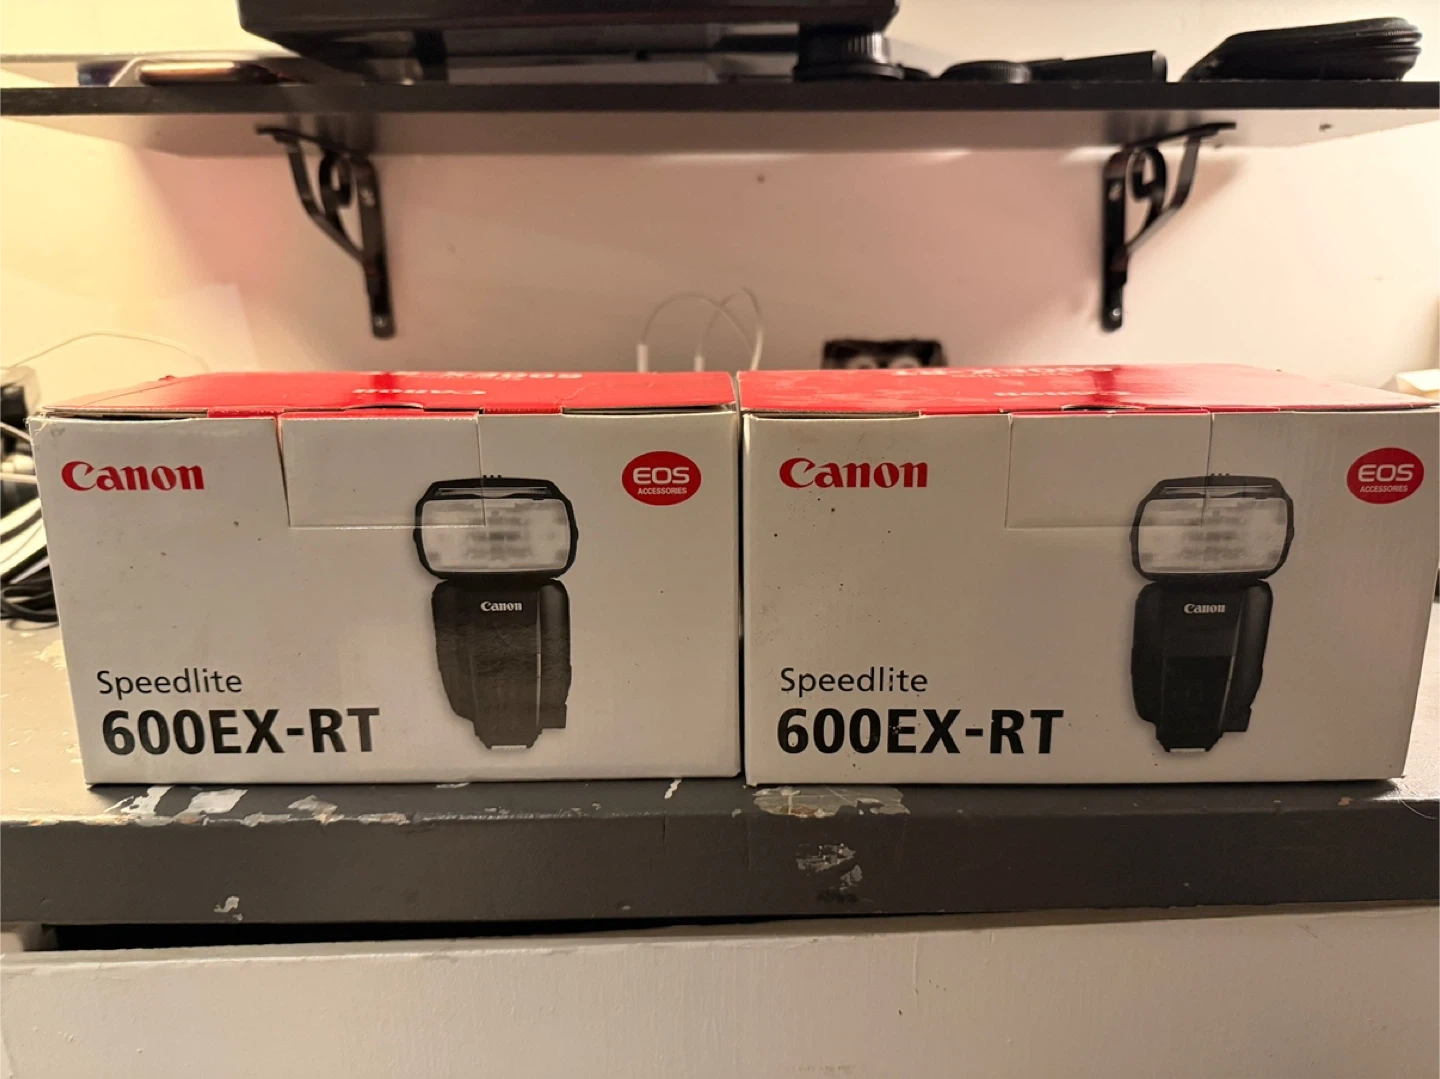 Canon
EOS
ACCESSORIES
Canon
Speedlite
600EX-RT
Canon
EOS
ACCESSORIES
Canon
Speedlite
600EX-RT